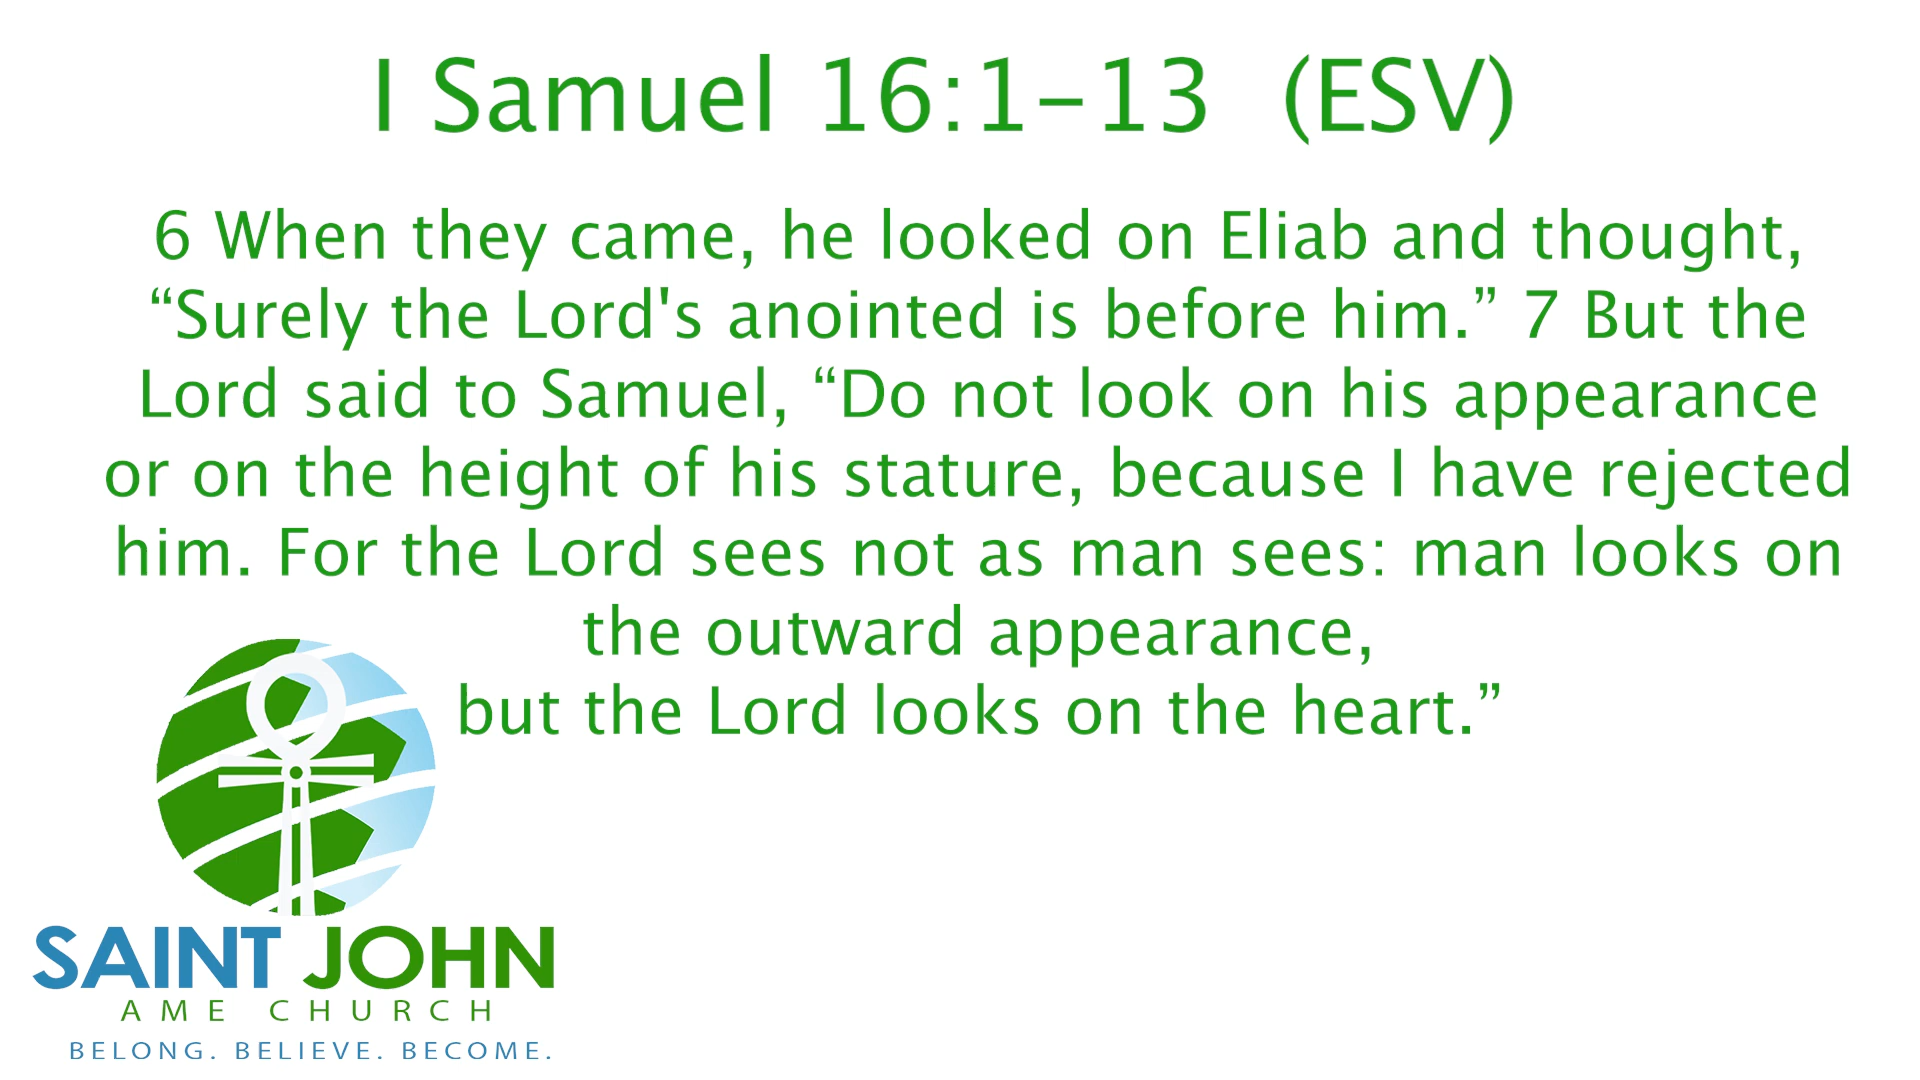 I Samuel 16:1–13 (ESV)
6 When they came, he looked on Eliab and thought,
“Surely the Lord's anointed is before him.” 7 But the
Lord said to Samuel, “Do not look on his appearance
or on the height of his stature, because I have rejected
him. For the Lord sees not as man sees: man looks on
the outward appearance,
but the Lord looks on the heart.”
SAINT JOHN
AME CHURCH
BELONG. BELIEVE. BECOME.